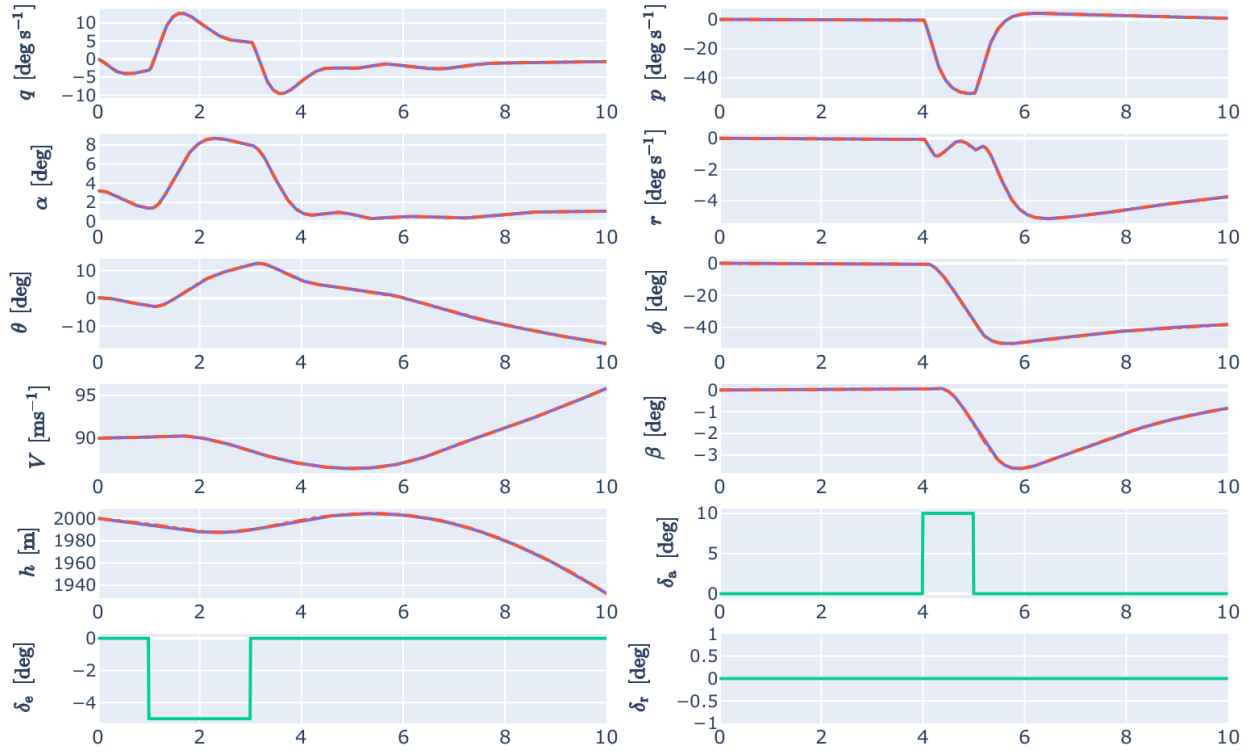 q [deg s⁻¹]
10
5
0
−5
−10
0 2 4 6 8 10
p [deg s⁻¹]
0
−20
−40
0 2 4 6 8 10
α [deg]
8
6
4
2
0
0 2 4 6 8 10
r [deg s⁻¹]
0
−2
−4
0 2 4 6 8 10
θ [deg]
10
0
−10
0 2 4 6 8 10
ϕ [deg]
0
−20
−40
0 2 4 6 8 10
V [ms⁻¹]
95
90
0 2 4 6 8 10
β [deg]
0
−1
−2
−3
0 2 4 6 8 10
h [m]
2000
1980
1960
1940
0 2 4 6 8 10
δₐ [deg]
10
5
0
0 2 4 6 8 10
δₑ [deg]
0
−2
−4
0 2 4 6 8 10
δᵣ [deg]
1
0.5
0
−0.5
−1
0 2 4 6 8 10